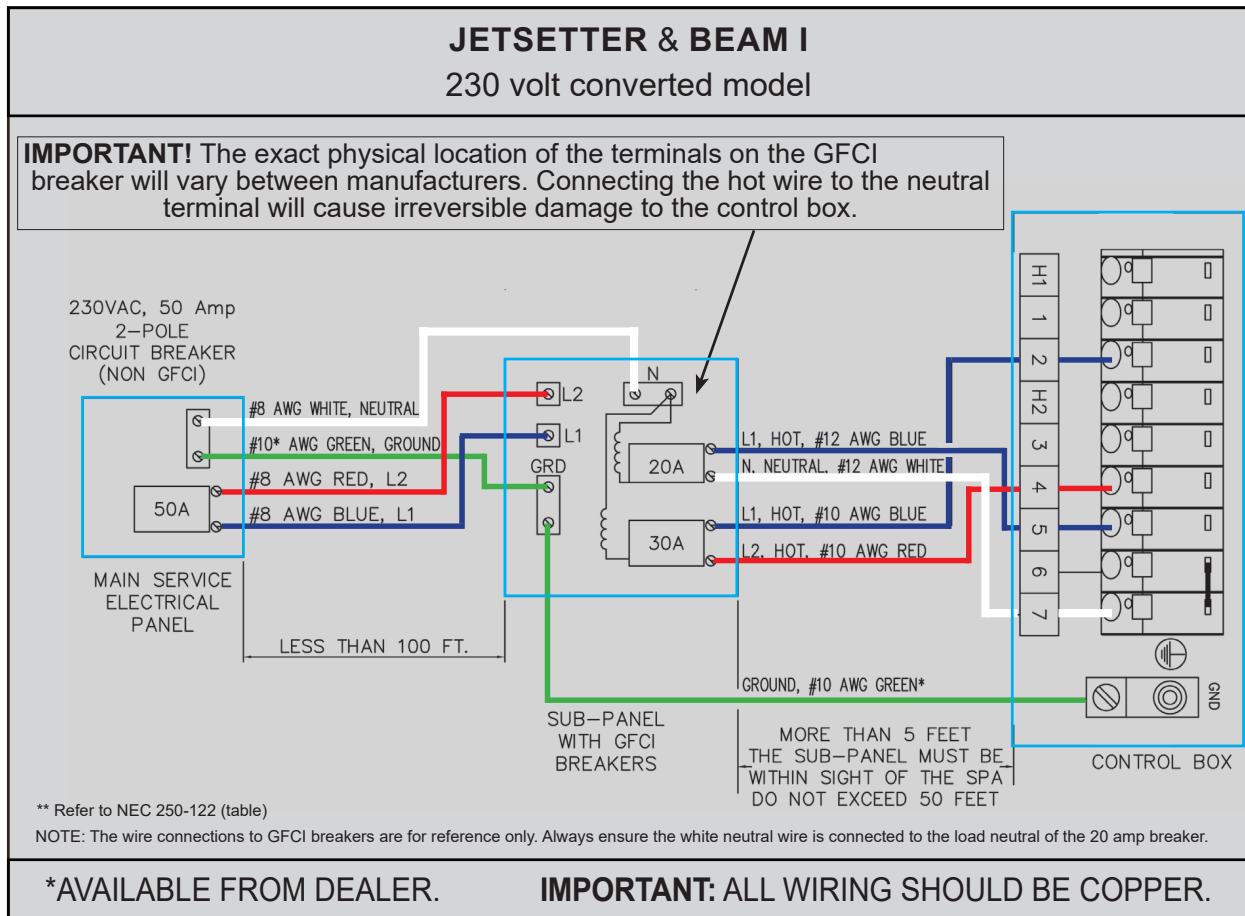 JETSETTER & BEAM I
230 volt converted model
IMPORTANT! The exact physical location of the terminals on the GFCI
breaker will vary between manufacturers. Connecting the hot wire to the neutral
terminal will cause irreversible damage to the control box.
230VAC, 50 Amp
2-POLE
CIRCUIT BREAKER
(NON GFCI)
#8 AWG WHITE, NEUTRAL
#10* AWG GREEN, GROUND
#8 AWG RED, L2
#8 AWG BLUE, L1
50A
MAIN SERVICE
ELECTRICAL
PANEL
LESS THAN 100 FT.
L2
L1
GRD
N
20A
30A
SUB-PANEL
WITH GFCI
BREAKERS
L1, HOT, #12 AWG BLUE
N. NEUTRAL, #12 AWG WHITE
L1, HOT, #10 AWG BLUE
L2, HOT, #10 AWG RED
GROUND, #10 AWG GREEN*
MORE THAN 5 FEET
THE SUB-PANEL MUST BE
WITHIN SIGHT OF THE SPA
DO NOT EXCEED 50 FEET
H1
1
2
H2
3
4
5
6
7
GND
CONTROL BOX
** Refer to NEC 250-122 (table)
NOTE: The wire connections to GFCI breakers are for reference only. Always ensure the white neutral wire is connected to the load neutral of the 20 amp breaker.
*AVAILABLE FROM DEALER. IMPORTANT: ALL WIRING SHOULD BE COPPER.